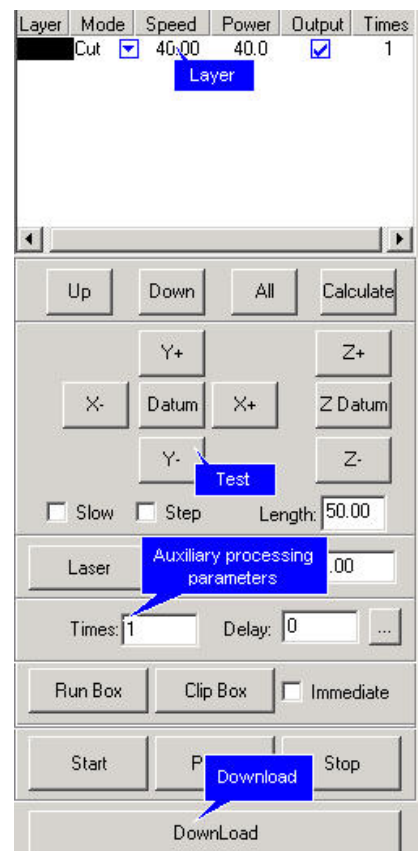 Layer Mode Speed Power Output Times
Cut 40.00 40.0 1
Layer
Up Down All Calculate
Y+ Z+
X- Datum X+ Z Datum
Y- Z-
Test
Slow Step Length: 50.00
Laser Auxiliary processing parameters .00
Times: 1 Delay: 0 ...
Run Box Clip Box Immediate
Start P Stop
Download
DownLoad